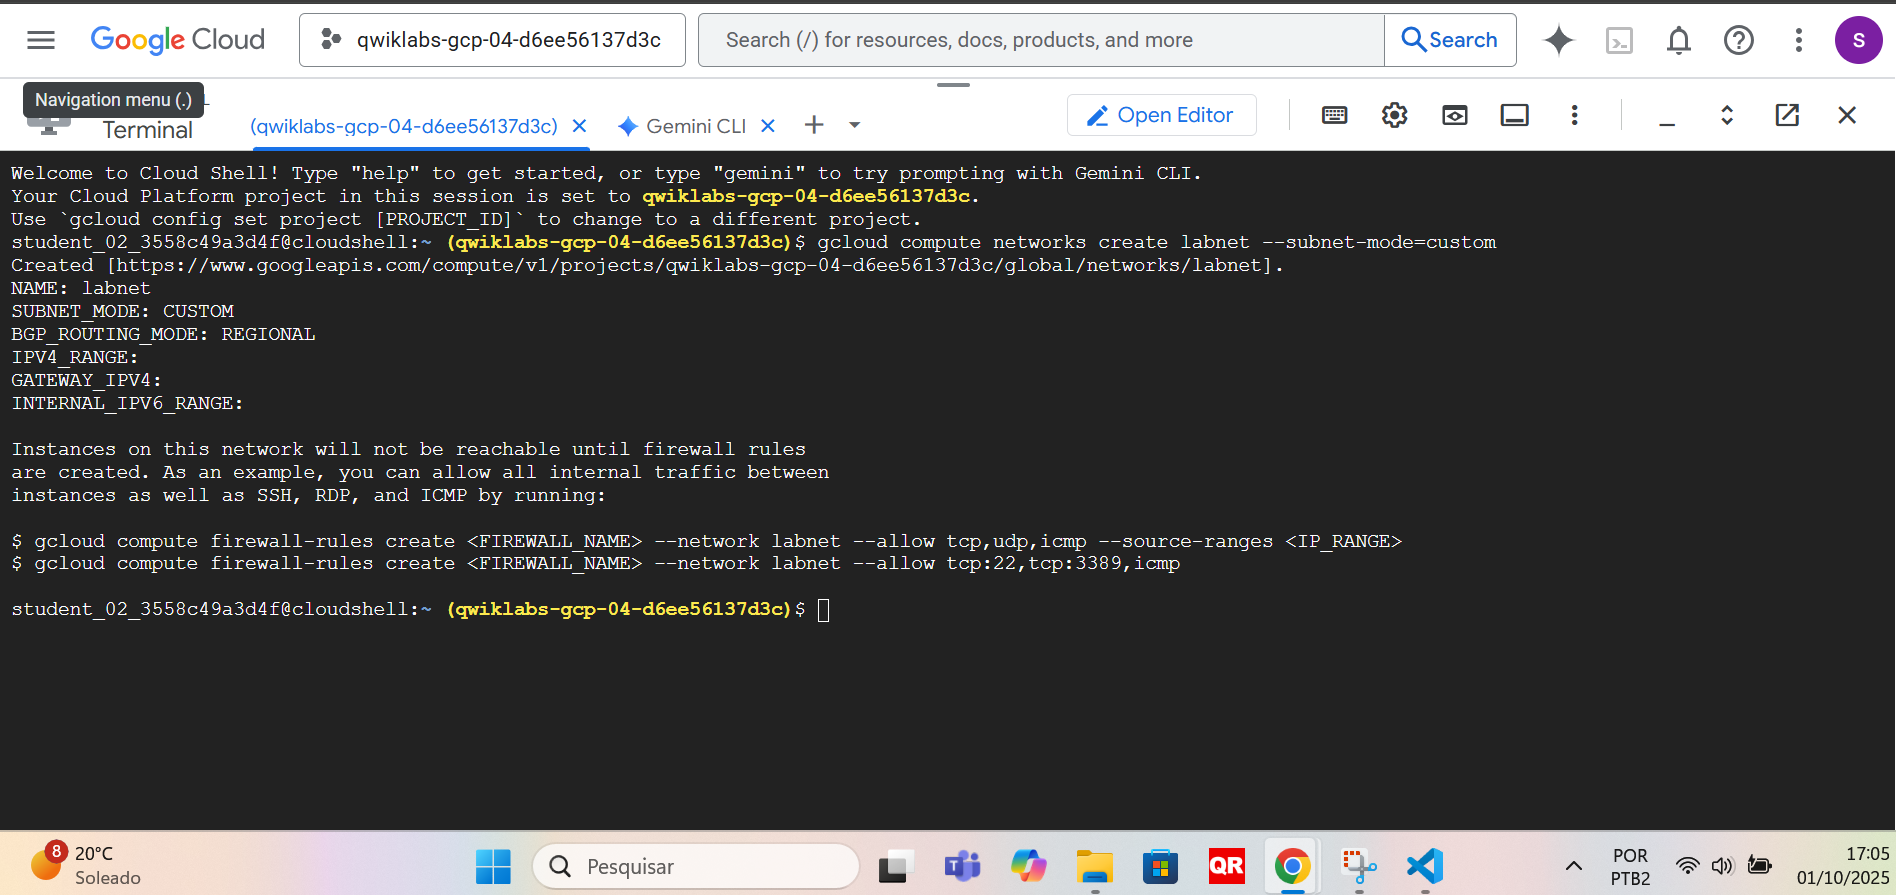 Google Cloud
qwiklabs-gcp-04-d6ee56137d3c
Search (/) for resources, docs, products, and more
Search
S
Navigation menu (.)
Terminal
(qwiklabs-gcp-04-d6ee56137d3c)
Gemini CLI
Open Editor
Welcome to Cloud Shell! Type "help" to get started, or type "gemini" to try prompting with Gemini CLI.
Your Cloud Platform project in this session is set to qwiklabs-gcp-04-d6ee56137d3c.
Use `gcloud config set project [PROJECT_ID]` to change to a different project.
student_02_3558c49a3d4f@cloudshell:~ (qwiklabs-gcp-04-d6ee56137d3c)$ gcloud compute networks create labnet --subnet-mode=custom
Created [https://www.googleapis.com/compute/v1/projects/qwiklabs-gcp-04-d6ee56137d3c/global/networks/labnet].
NAME: labnet
SUBNET_MODE: CUSTOM
BGP_ROUTING_MODE: REGIONAL
IPV4_RANGE:
GATEWAY_IPV4:
INTERNAL_IPV6_RANGE:
Instances on this network will not be reachable until firewall rules
are created. As an example, you can allow all internal traffic between
instances as well as SSH, RDP, and ICMP by running:
$ gcloud compute firewall-rules create <FIREWALL_NAME> --network labnet --allow tcp,udp,icmp --source-ranges <IP_RANGE>
$ gcloud compute firewall-rules create <FIREWALL_NAME> --network labnet --allow tcp:22,tcp:3389,icmp
student_02_3558c49a3d4f@cloudshell:~ (qwiklabs-gcp-04-d6ee56137d3c)$
8
20°C
Soleado
Pesquisar
QR
POR
PTB2
17:05
01/10/2025